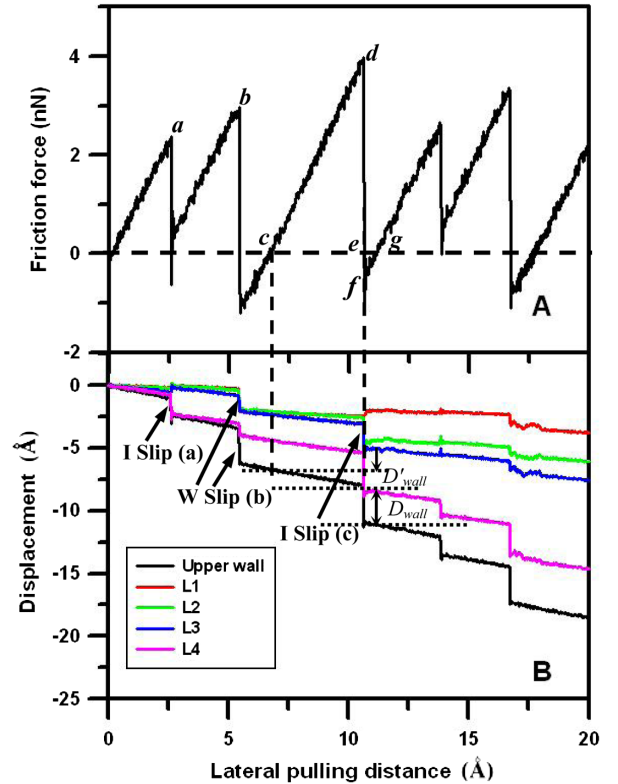 A
4
2
0
-2
Friction force (nN)
a
b
c
d
e
f
g
0
-5
-10
-15
-20
-25
Displacement (Å)
I Slip (a)
W Slip (b)
I Slip (c)
D'wall
Dwall
Upper wall
L1
L2
L3
L4
B
0
5
10
15
20
Lateral pulling distance (Å)